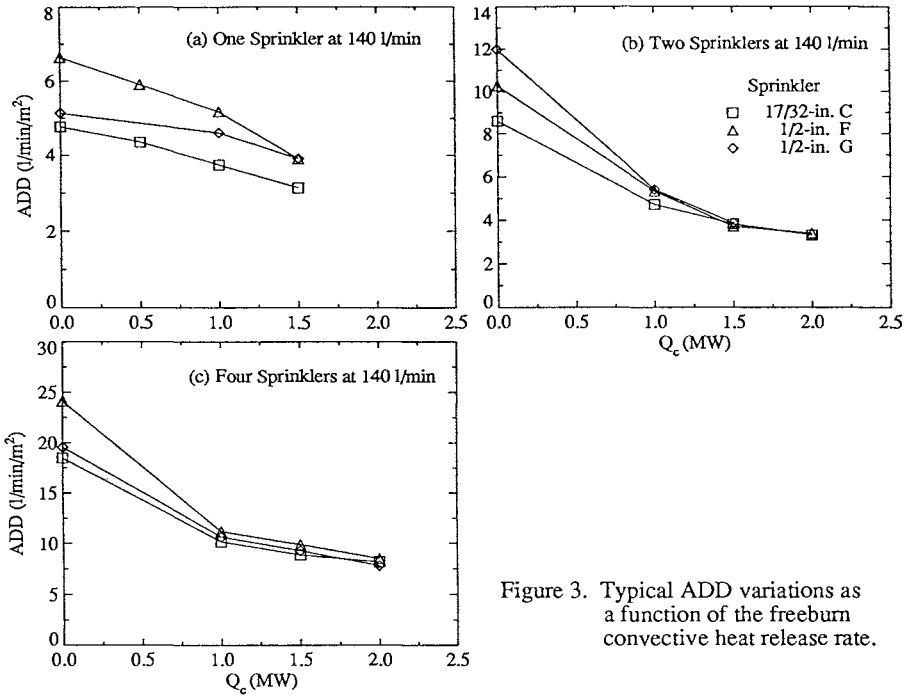 8
6
4
2
0
ADD (l/min/m²)
(a) One Sprinkler at 140 l/min
0.0 0.5 1.0 1.5 2.0 2.5
14
12
10
8
6
4
2
0
(b) Two Sprinklers at 140 l/min
Sprinkler
17/32-in. C
1/2-in. F
1/2-in. G
0.0 0.5 1.0 1.5 2.0 2.5
Q_c (MW)
30
25
20
15
10
5
0
ADD (l/min/m²)
(c) Four Sprinklers at 140 l/min
0.0 0.5 1.0 1.5 2.0 2.5
Q_c (MW)
Figure 3. Typical ADD variations as
a function of the freeburn
convective heat release rate.